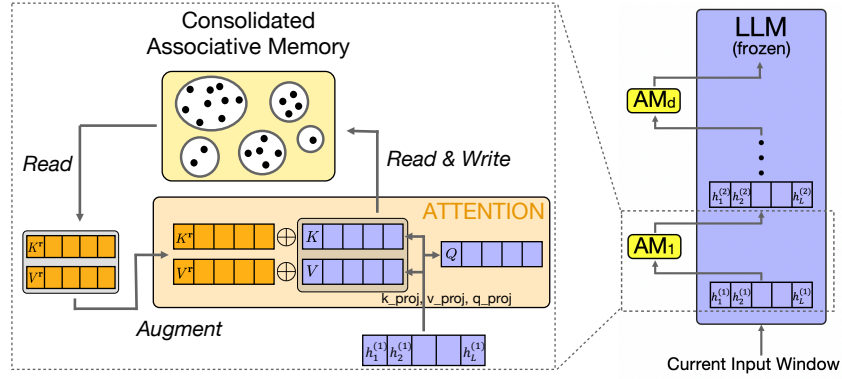 Consolidated
Associative Memory
Read
Read & Write
ATTENTION
K^r
K
Q
K^r
V^r
V^r
V
k_proj, v_proj, q_proj
Augment
h_1^{(1)} h_2^{(1)} h_L^{(1)}
LLM
(frozen)
AM_d
h_1^{(2)} h_2^{(2)} h_L^{(2)}
AM_1
h_1^{(1)} h_2^{(1)} h_L^{(1)}
Current Input Window